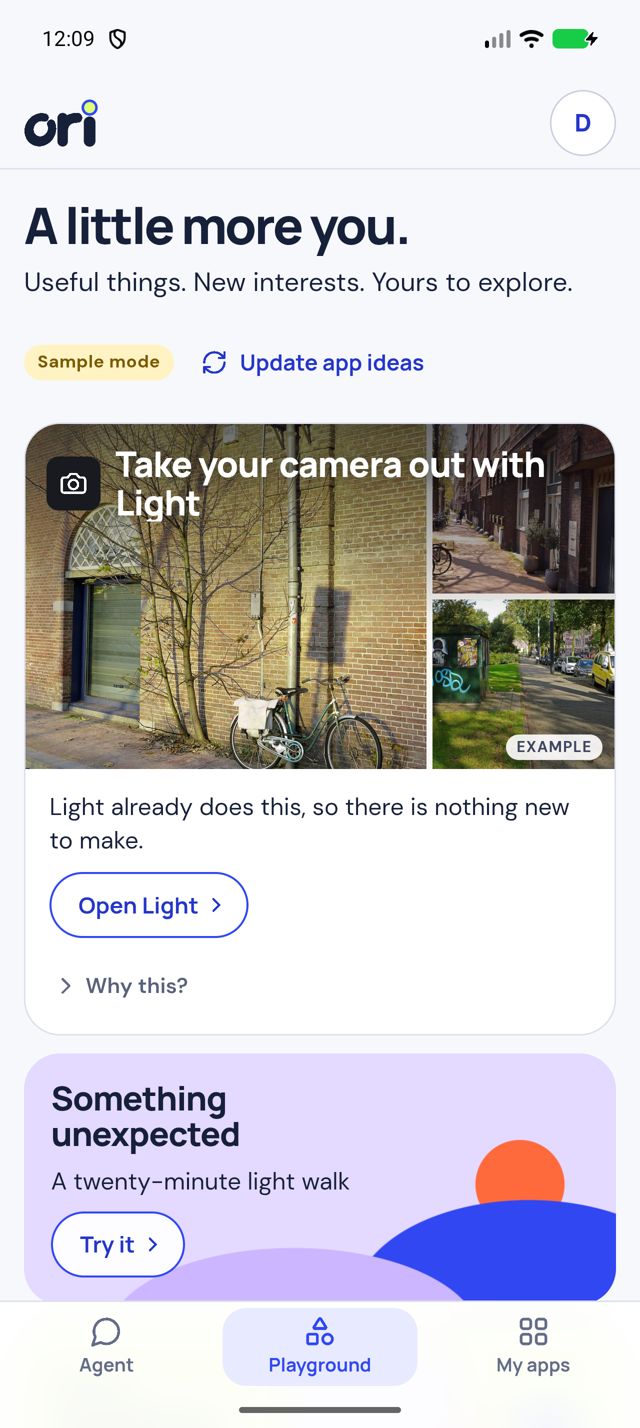 12:09
ori
D
A little more you.
Useful things. New interests. Yours to explore.
Sample mode
Update app ideas
Take your camera out with
Light
EXAMPLE
Light already does this, so there is nothing new
to make.
Open Light
Why this?
Something
unexpected
A twenty-minute light walk
Try it
Agent
Playground
My apps